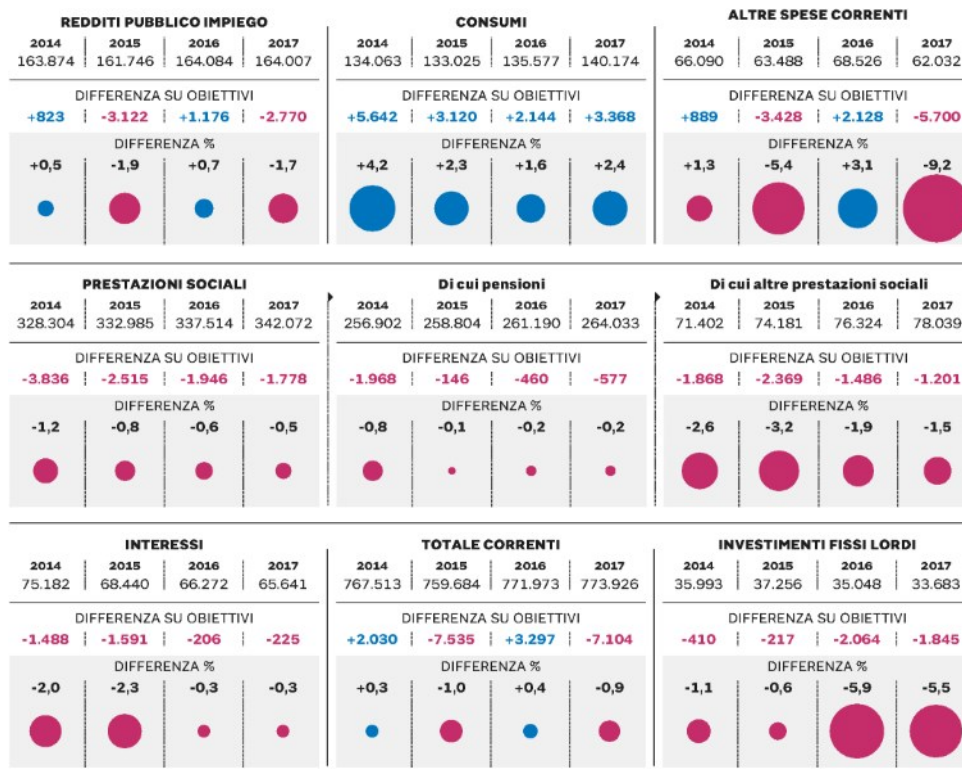 REDDITI PUBBLICO IMPIEGO
2014 2015 2016 2017
163.874 161.746 164.084 164.007
DIFFERENZA SU OBIETTIVI
+823 -3.122 +1.176 -2.770
DIFFERENZA %
+0,5 -1,9 +0,7 -1,7
CONSUMI
2014 2015 2016 2017
134.063 133.025 135.577 140.174
DIFFERENZA SU OBIETTIVI
+5.642 +3.120 +2.144 +3.368
DIFFERENZA %
+4,2 +2,3 +1,6 +2,4
ALTRE SPESE CORRENTI
2014 2015 2016 2017
66.090 63.488 68.526 62.032
DIFFERENZA SU OBIETTIVI
+889 -3.428 +2.128 -5.700
DIFFERENZA %
+1,3 -5,4 +3,1 -9,2
PRESTAZIONI SOCIALI
2014 2015 2016 2017
328.304 332.985 337.514 342.072
DIFFERENZA SU OBIETTIVI
-3.836 -2.515 -1.946 -1.778
DIFFERENZA %
-1,2 -0,8 -0,6 -0,5
Di cui pensioni
2014 2015 2016 2017
256.902 258.804 261.190 264.033
DIFFERENZA SU OBIETTIVI
-1.968 -146 -460 -577
DIFFERENZA %
-0,8 -0,1 -0,2 -0,2
Di cui altre prestazioni sociali
2014 2015 2016 2017
71.402 74.181 76.324 78.039
DIFFERENZA SU OBIETTIVI
-1.868 -2.369 -1.486 -1.201
DIFFERENZA %
-2,6 -3,2 -1,9 -1,5
INTERESSI
2014 2015 2016 2017
75.182 68.440 66.272 65.641
DIFFERENZA SU OBIETTIVI
-1.488 -1.591 -206 -225
DIFFERENZA %
-2,0 -2,3 -0,3 -0,3
TOTALE CORRENTI
2014 2015 2016 2017
767.513 759.684 771.973 773.926
DIFFERENZA SU OBIETTIVI
+2.030 -7.535 +3.297 -7.104
DIFFERENZA %
+0,3 -1,0 +0,4 -0,9
INVESTIMENTI FISSI LORDI
2014 2015 2016 2017
35.993 37.256 35.048 33.683
DIFFERENZA SU OBIETTIVI
-410 -217 -2.064 -1.845
DIFFERENZA %
-1,1 -0,6 -5,9 -5,5